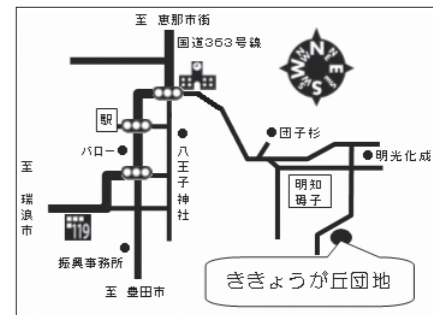 至 恵那市街
国道363号線
N
E
S
W
駅
バロー
八王子神社
団子杉
明光化成
明知
碍子
至 瑞浪市
119
振興事務所
至 豊田市
ききょうが丘団地